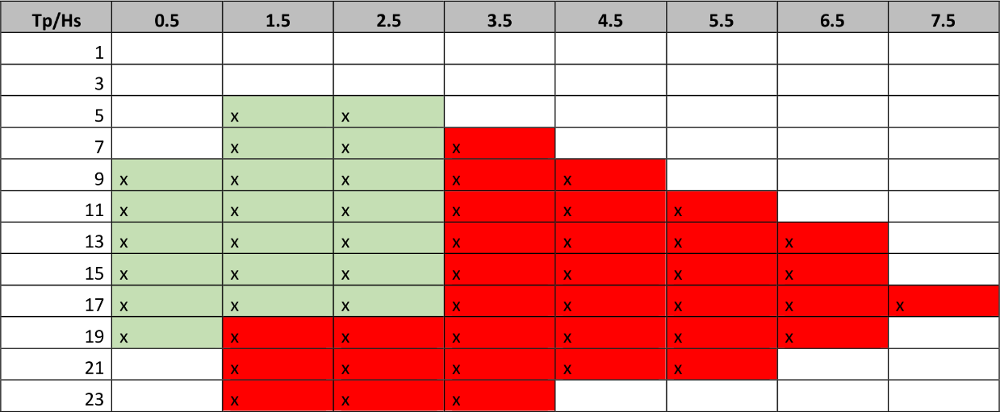 Tp/Hs 0.5 1.5 2.5 3.5 4.5 5.5 6.5 7.5
1
3
5 x x
7 x x x
9 x x x x x
11 x x x x x x
13 x x x x x x x
15 x x x x x x x
17 x x x x x x x x
19 x x x x x x x
21 x x x x x
23 x x x